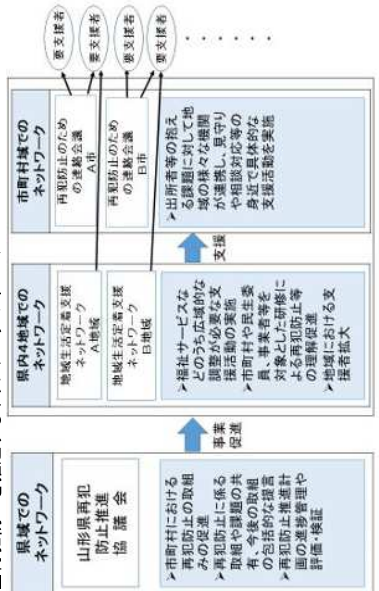 県域での
ネットワーク
山形県再犯
防止推進
協議会
➢市町村における
再犯防止の取組
みの促進
➢再犯防止に係る
取組や課題の共
有、今後の取組
の包括的な提言
➢再犯防止推進計
画の進捗管理や
評価・検証
事業
促進
県内4地域での
ネットワーク
地域生活定着支援
ネットワーク
A地域
地域生活定着支援
ネットワーク
B地域
➢福祉サービスな
どのうち広域的な
調整が必要な支
援活動の実施
➢市町村や民生委
員、事業者等を
対象とした研修に
よる再犯防止等
の理解促進
➢地域における支
援者拡大
支援
市町村域での
ネットワーク
再犯防止のため
の連絡会議
A市
再犯防止のため
の連絡会議
B市
➢出所者等の抱え
る課題に対して地
域の様々な機関
が連携し、見守り
や相談対応等の
身近で具体的な
支援活動を実施
要支援者
要支援者
要支援者
要支援者
・・・・・・